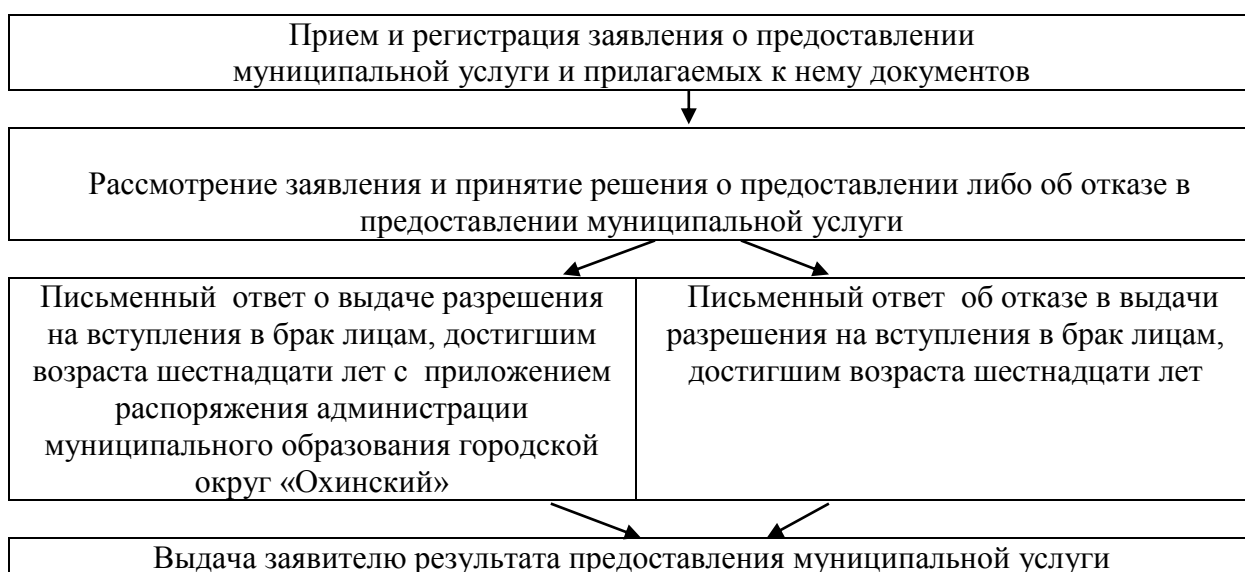 Прием и регистрация заявления о предоставлении
муниципальной услуги и прилагаемых к нему документов
Рассмотрение заявления и принятие решения о предоставлении либо об отказе в
предоставлении муниципальной услуги
Письменный ответ о выдаче разрешения
на вступления в брак лицам, достигшим
возраста шестнадцати лет с приложением
распоряжения администрации
муниципального образования городской
округ «Охинский»
Письменный ответ об отказе в выдачи
разрешения на вступления в брак лицам,
достигшим возраста шестнадцати лет
Выдача заявителю результата предоставления муниципальной услуги